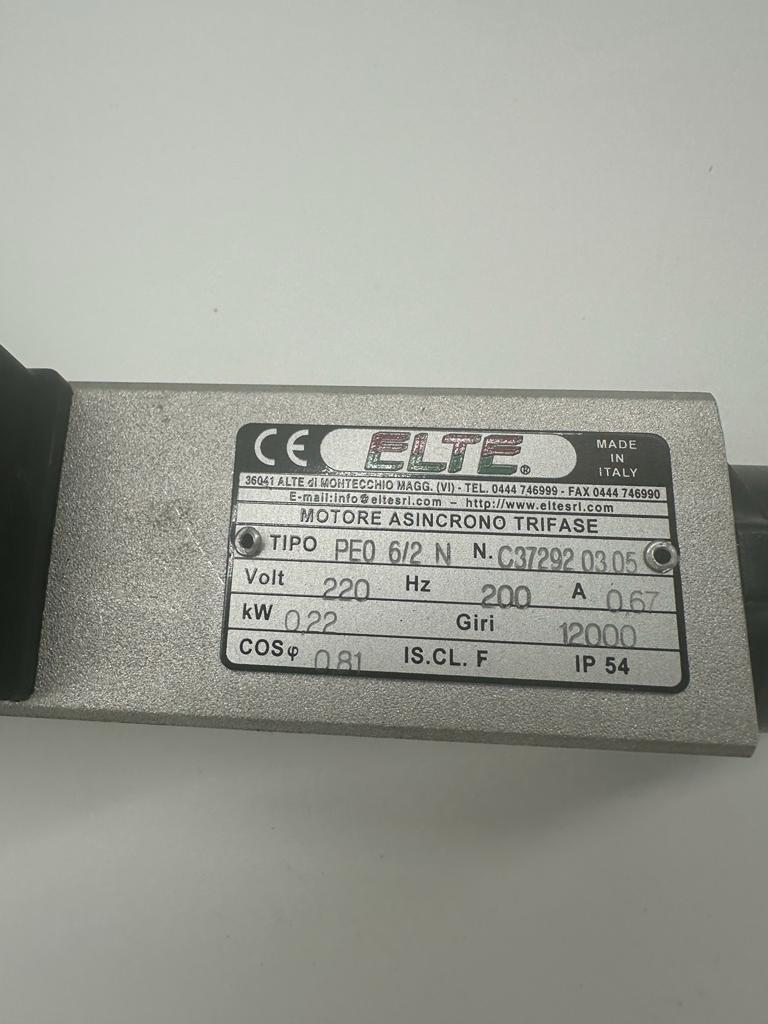 CE ELTE® MADE IN ITALY
36041 ALTE di MONTECCHIO MAGG. (VI) - TEL. 0444 746999 - FAX 0444 746990
E-mail:info@eltesrl.com - http://www.eltesrl.com
MOTORE ASINCRONO TRIFASE
TIPO PE0 6/2 N N. C37292 03.05
Volt 220 Hz 200 A 0.67
kW 0.22 Giri 12000
COSφ 0.81 IS.CL. F IP 54